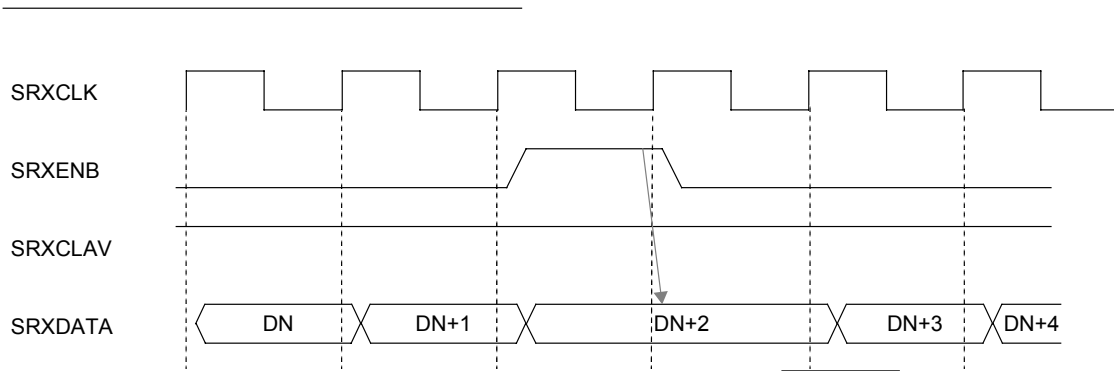 SRXCLK
SRXENB
SRXCLAV
SRXDATA DN DN+1 DN+2 DN+3 DN+4